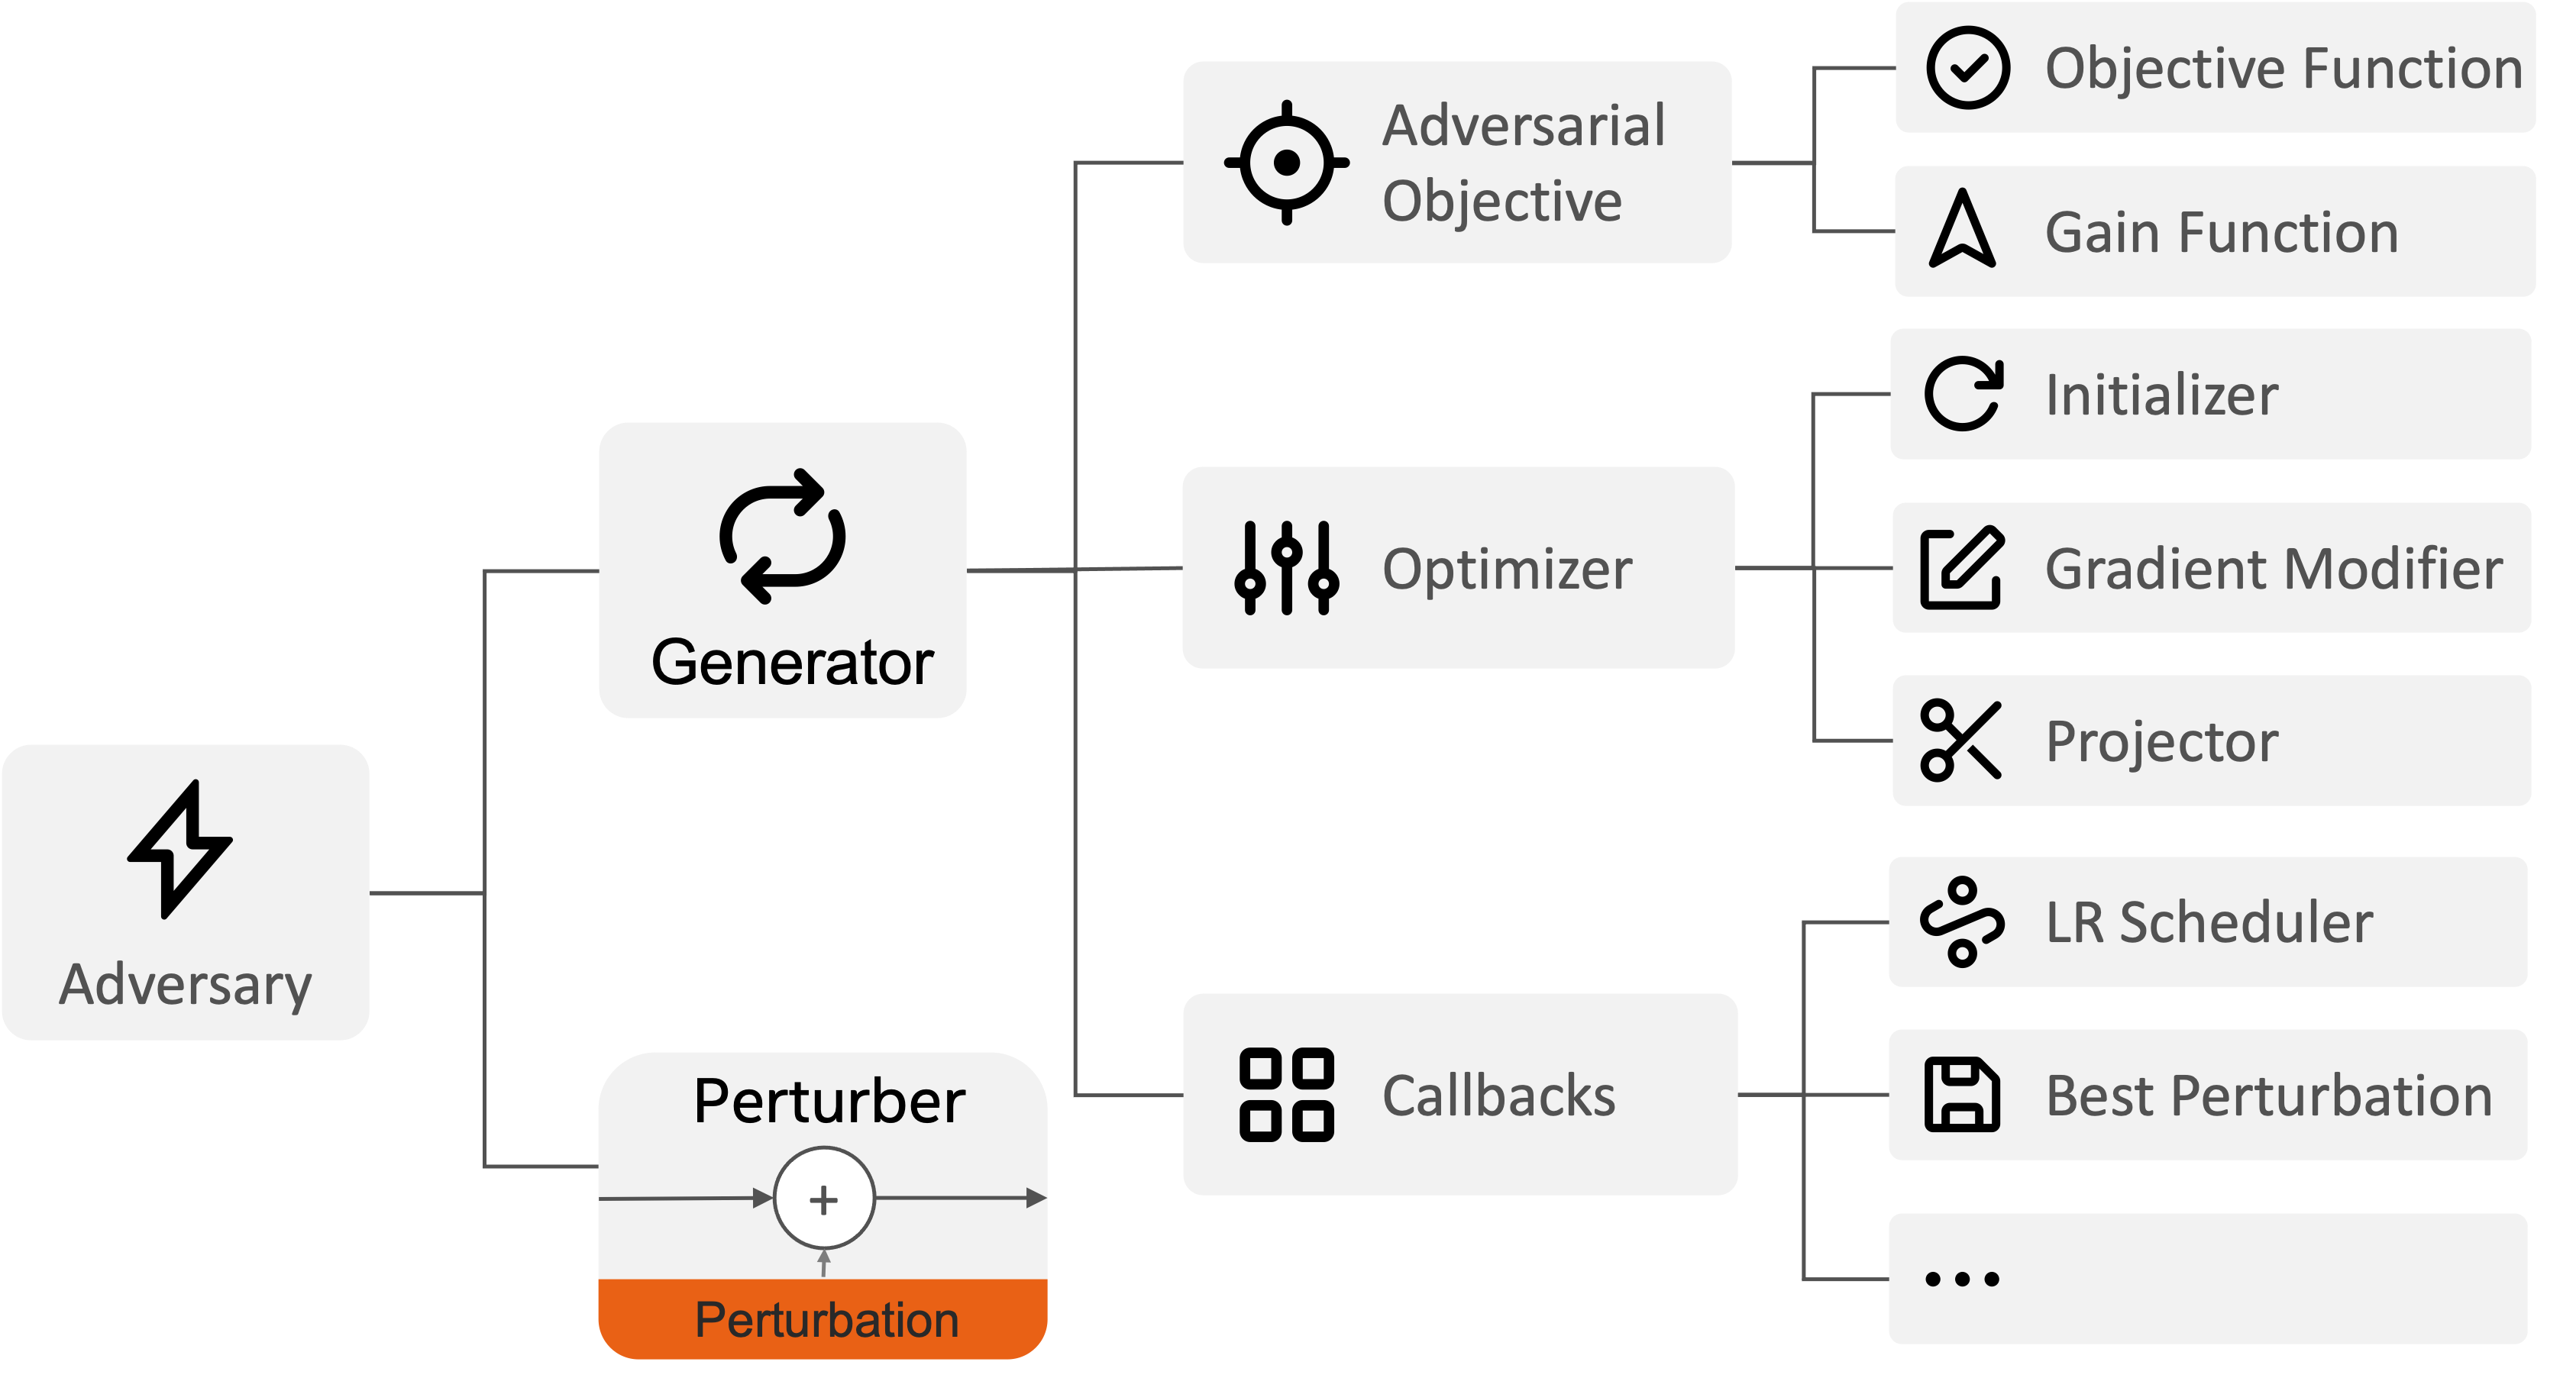 Adversary
Generator
Perturber
+
Perturbation
Adversarial
Objective
Optimizer
Callbacks
Objective Function
Gain Function
Initializer
Gradient Modifier
Projector
LR Scheduler
Best Perturbation
...